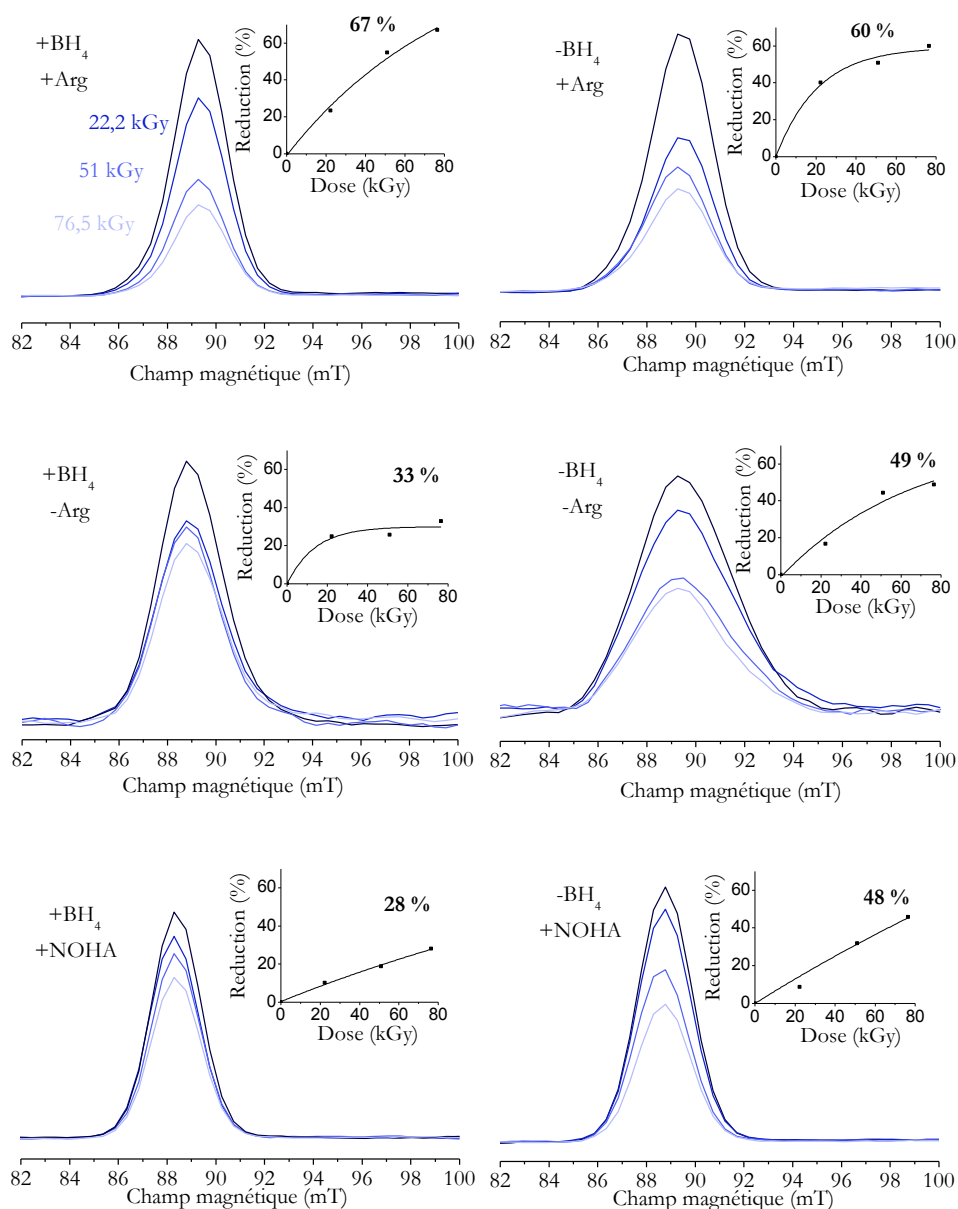 +BH4
+Arg
22,2 kGy
51 kGy
76,5 kGy
67 %
Reduction (%)
60
40
20
0
0 20 40 60 80
Dose (kGy)
82 84 86 88 90 92 94 96 98 100
Champ magnétique (mT)
-BH4
+Arg
60 %
Reduction (%)
60
40
20
0
0 20 40 60 80
Dose (kGy)
82 84 86 88 90 92 94 96 98 100
Champ magnétique (mT)
+BH4
-Arg
33 %
Reduction (%)
60
40
20
0
0 20 40 60 80
Dose (kGy)
82 84 86 88 90 92 94 96 98 100
Champ magnétique (mT)
-BH4
-Arg
49 %
Reduction (%)
60
40
20
0
0 20 40 60 80
Dose (kGy)
82 84 86 88 90 92 94 96 98 100
Champ magnétique (mT)
+BH4
+NOHA
28 %
Reduction (%)
60
40
20
0
0 20 40 60 80
Dose (kGy)
82 84 86 88 90 92 94 96 98 100
Champ magnétique (mT)
-BH4
+NOHA
48 %
Reduction (%)
60
40
20
0
0 20 40 60 80
Dose (kGy)
82 84 86 88 90 92 94 96 98 100
Champ magnétique (mT)